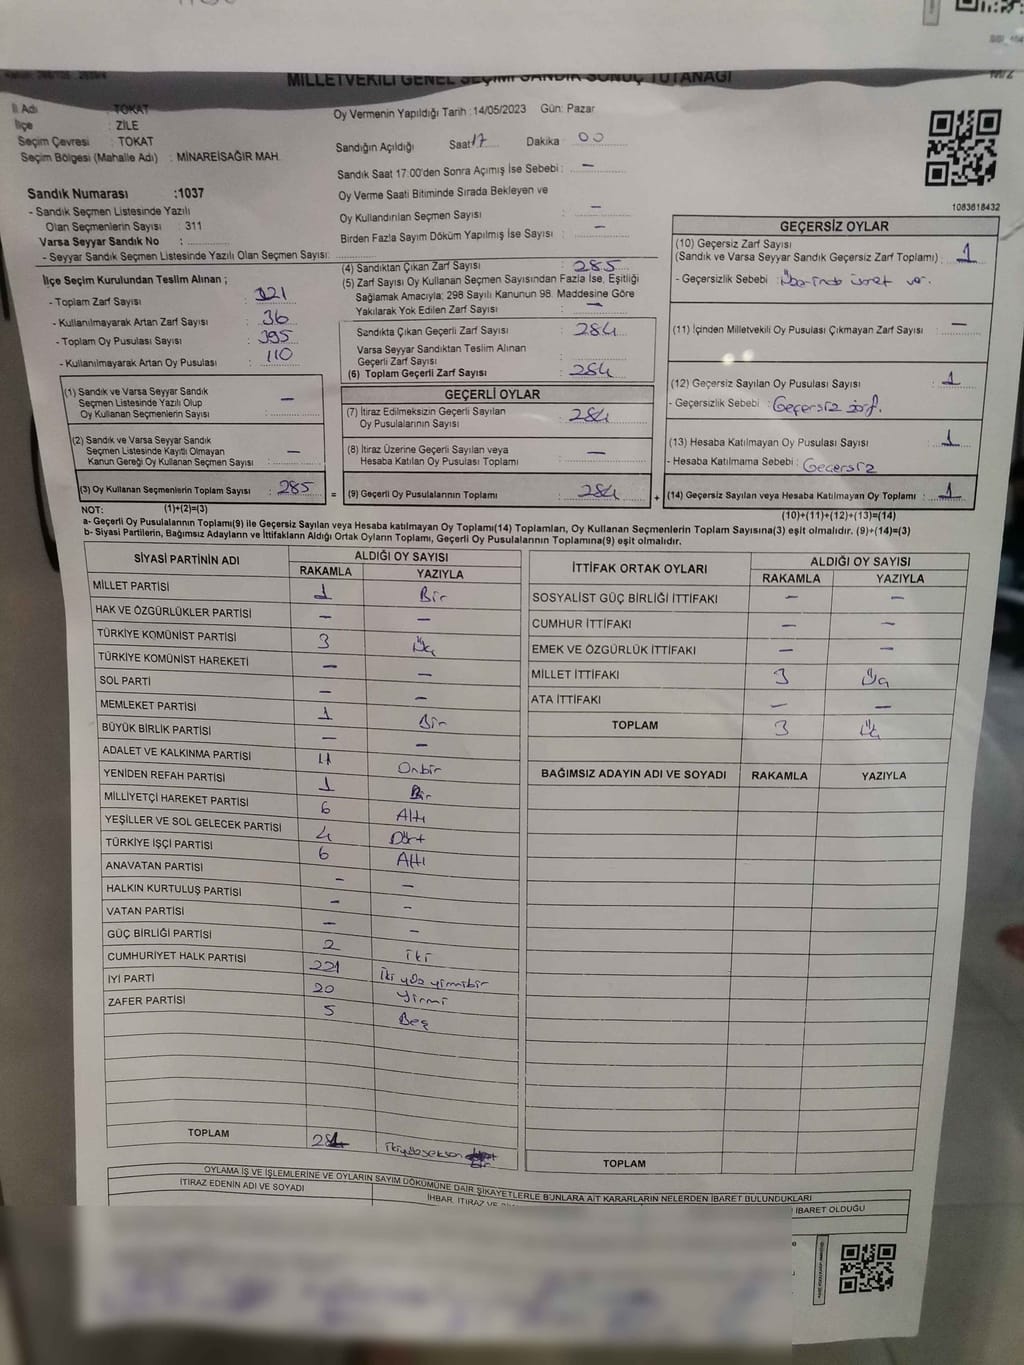 MİLLETVEKİLİ GENEL SEÇİMİ SANDIK SONUÇ TUTANAĞI
İl Adı : TOKAT
İlçe : ZİLE
Seçim Çevresi : TOKAT
Seçim Bölgesi (Mahalle Adı) : MİNAREİSAĞIR MAH.
Oy Vermenin Yapıldığı Tarih :14/05/2023 Gün: Pazar
Sandığın Açıldığı Saat 17 Dakika 00
Sandık Saat 17:00'den Sonra Açımış İse Sebebi : –
Oy Verme Saati Bitiminde Sırada Bekleyen ve
Oy Kullandırılan Seçmen Sayısı : –
Birden Fazla Sayım Döküm Yapılmış İse Sayısı : –
1083618432
Sandık Numarası :1037
- Sandık Seçmen Listesinde Yazılı
Olan Seçmenlerin Sayısı : 311
Varsa Seyyar Sandık No :
- Seyyar Sandık Seçmen Listesinde Yazılı Olan Seçmen Sayısı:
İlçe Seçim Kurulundan Teslim Alınan ;
- Toplam Zarf Sayısı : 321
- Kullanılmayarak Artan Zarf Sayısı : 36
- Toplam Oy Pusulası Sayısı : 395
- Kullanılmayarak Artan Oy Pusulası : 110
(1) Sandık ve Varsa Seyyar Sandık
Seçmen Listesinde Yazılı Olup
Oy Kullanan Seçmenlerin Sayısı : –
(2) Sandık ve Varsa Seyyar Sandık
Seçmen Listesinde Kayıtlı Olmayan
Kanun Gereği Oy Kullanan Seçmen Sayısı : –
(3) Oy Kullanan Seçmenlerin Toplam Sayısı : 285
(4) Sandıktan Çıkan Zarf Sayısı : 285
(5) Zarf Sayısı Oy Kullanan Seçmen Sayısından Fazla İse, Eşitliği
Sağlamak Amacıyla; 298 Sayılı Kanunun 98. Maddesine Göre
Yakılarak Yok Edilen Zarf Sayısı : –
Sandıkta Çıkan Geçerli Zarf Sayısı : 284
Varsa Seyyar Sandıktan Teslim Alınan
Geçerli Zarf Sayısı :
(6) Toplam Geçerli Zarf Sayısı : 284
GEÇERLİ OYLAR
(7) İtiraz Edilmeksizin Geçerli Sayılan
Oy Pusulalarının Sayısı : 284
(8) İtiraz Üzerine Geçerli Sayılan veya
Hesaba Katılan Oy Pusulası Toplamı : –
= (9) Geçerli Oy Pusulalarının Toplamı : 284 +
GEÇERSİZ OYLAR
(10) Geçersiz Zarf Sayısı
(Sandık ve Varsa Seyyar Sandık Geçersiz Zarf Toplamı) : 1
- Geçersizlik Sebebi : Üzerinde var.
(11) İçinden Milletvekili Oy Pusulası Çıkmayan Zarf Sayısı : –
(12) Geçersiz Sayılan Oy Pusulası Sayısı : 1
- Geçersizlik Sebebi : Geçersiz zarf.
(13) Hesaba Katılmayan Oy Pusulası Sayısı : 1
- Hesaba Katılmama Sebebi : Geçersiz
(14) Geçersiz Sayılan veya Hesaba Katılmayan Oy Toplamı : 1
NOT: (1)+(2)=(3)
(10)+(11)+(12)+(13)=(14)
a- Geçerli Oy Pusulalarının Toplamı(9) ile Geçersiz Sayılan veya Hesaba katılmayan Oy Toplamı(14) Toplamları, Oy Kullanan Seçmenlerin Toplam Sayısına(3) eşit olmalıdır. (9)+(14)=(3)
b- Siyasi Partilerin, Bağımsız Adayların ve İttifakların Aldığı Ortak Oyların Toplamı, Geçerli Oy Pusulalarının Toplamına(9) eşit olmalıdır.
SİYASİ PARTİNİN ADI ALDIĞI OY SAYISI
RAKAMLA YAZIYLA
MİLLET PARTİSİ 1 Bir
HAK VE ÖZGÜRLÜKLER PARTİSİ – –
TÜRKİYE KOMÜNİST PARTİSİ 3 Üç
TÜRKİYE KOMÜNİST HAREKETİ – –
SOL PARTİ – –
MEMLEKET PARTİSİ 1 Bir
BÜYÜK BİRLİK PARTİSİ – –
ADALET VE KALKINMA PARTİSİ 11 Onbir
YENİDEN REFAH PARTİSİ 1 Bir
MİLLİYETÇİ HAREKET PARTİSİ 6 Altı
YEŞİLLER VE SOL GELECEK PARTİSİ 4 Dört
TÜRKİYE İŞÇİ PARTİSİ 6 Altı
ANAVATAN PARTİSİ – –
HALKIN KURTULUŞ PARTİSİ – –
VATAN PARTİSİ – –
GÜÇ BİRLİĞİ PARTİSİ 2 iki
CUMHURİYET HALK PARTİSİ 221 iki yüz yirmibir
İYİ PARTİ 20 Yirmi
ZAFER PARTİSİ 5 Beş
TOPLAM 281 ikiyüzseksen bir
İTTİFAK ORTAK OYLARI ALDIĞI OY SAYISI
RAKAMLA YAZIYLA
SOSYALİST GÜÇ BİRLİĞİ İTTİFAKI – –
CUMHUR İTTİFAKI – –
EMEK VE ÖZGÜRLÜK İTTİFAKI – –
MİLLET İTTİFAKI 3 Üç
ATA İTTİFAKI – –
TOPLAM 3 Üç
BAĞIMSIZ ADAYIN ADI VE SOYADI RAKAMLA YAZIYLA
TOPLAM
OYLAMA İŞ VE İŞLEMLERİNE VE OYLARIN SAYIM DÖKÜMÜNE DAİR ŞİKAYETLERLE BUNLARA AİT KARARLARIN NELERDEN İBARET BULUNDUKLARI
İTİRAZ EDENİN ADI VE SOYADI
İHBAR, İTİRAZ VE
İBARET OLDUĞU